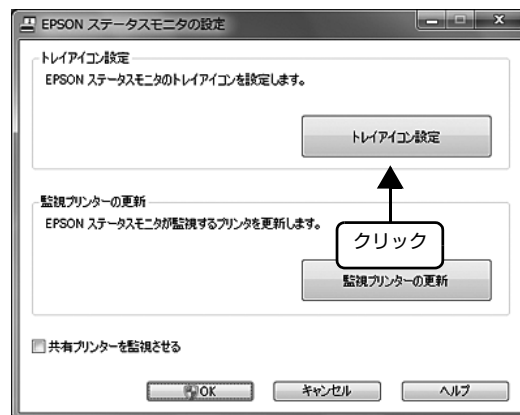 EPSON ステータスモニタの設定
トレイアイコン設定
EPSON ステータスモニタのトレイアイコンを設定します。
トレイアイコン設定
クリック
監視プリンターの更新
EPSON ステータスモニタが監視するプリンタを更新します。
監視プリンターの更新
共有プリンターを監視させる
OK
キャンセル
ヘルプ